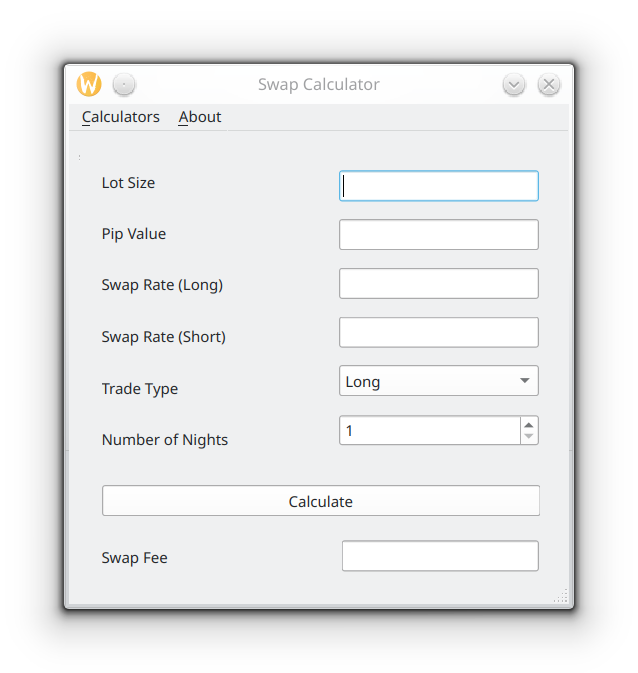 W
Swap Calculator
Calculators About
Lot Size
Pip Value
Swap Rate (Long)
Swap Rate (Short)
Trade Type Long
Number of Nights 1
Calculate
Swap Fee